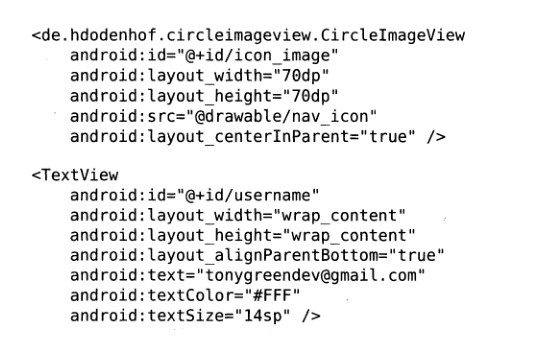 <de.hdodenhof.circleimageview.CircleImageView
    android:id="@+id/icon_image"
    android:layout_width="70dp"
    android:layout_height="70dp"
    android:src="@drawable/nav_icon"
    android:layout_centerInParent="true" />

<TextView
    android:id="@+id/username"
    android:layout_width="wrap_content"
    android:layout_height="wrap_content"
    android:layout_alignParentBottom="true"
    android:text="tonygreendev@gmail.com"
    android:textColor="#FFF"
    android:textSize="14sp" />